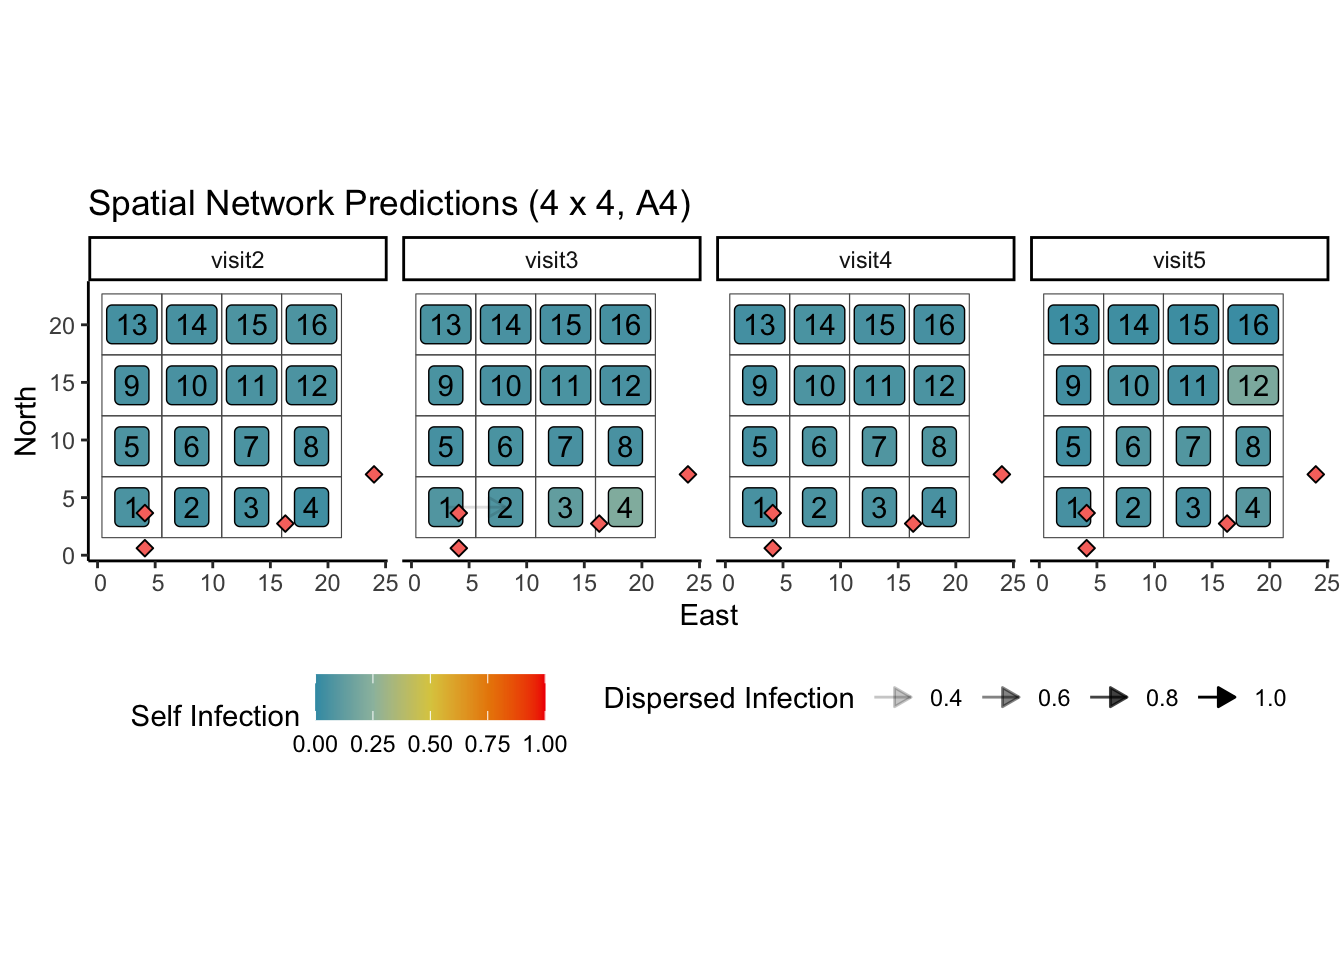 Spatial Network Predictions (4 x 4, A4)
visit2 visit3 visit4 visit5
20 13 14 15 16 13 14 15 16 13 14 15 16 13 14 15 16
15 9 10 11 12 9 10 11 12 9 10 11 12 9 10 11 12
10 5 6 7 8 5 6 7 8 5 6 7 8 5 6 7 8
5 1 2 3 4 1 2 3 4 1 2 3 4 1 2 3 4
0
North
0 5 10 15 20 25 0 5 10 15 20 25 0 5 10 15 20 25 0 5 10 15 20 25
East
Self Infection
0.00 0.25 0.50 0.75 1.00
Dispersed Infection 0.4 0.6 0.8 1.0